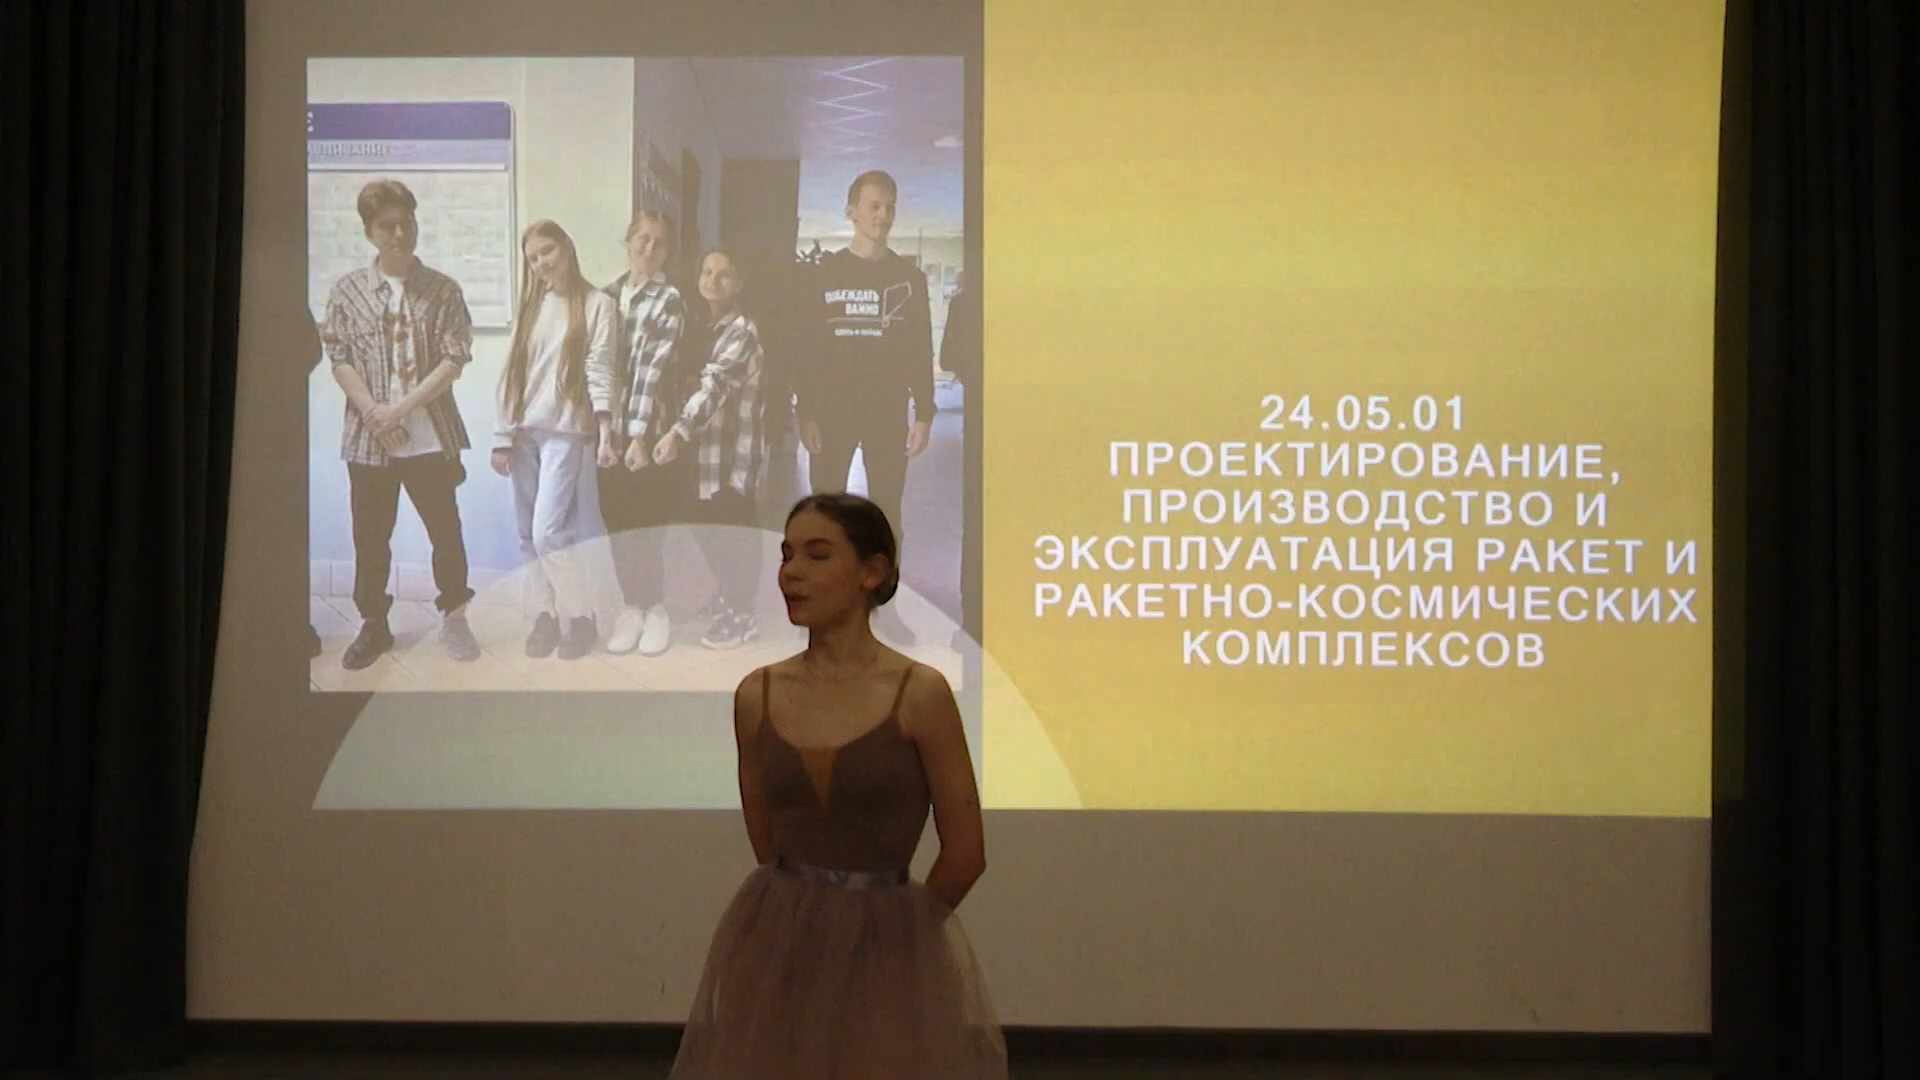 ПОБЕЖДАТЬ
ВАЖНО
24.05.01
ПРОЕКТИРОВАНИЕ,
ПРОИЗВОДСТВО И
ЭКСПЛУАТАЦИЯ РАКЕТ И
РАКЕТНО-КОСМИЧЕСКИХ
КОМПЛЕКСОВ